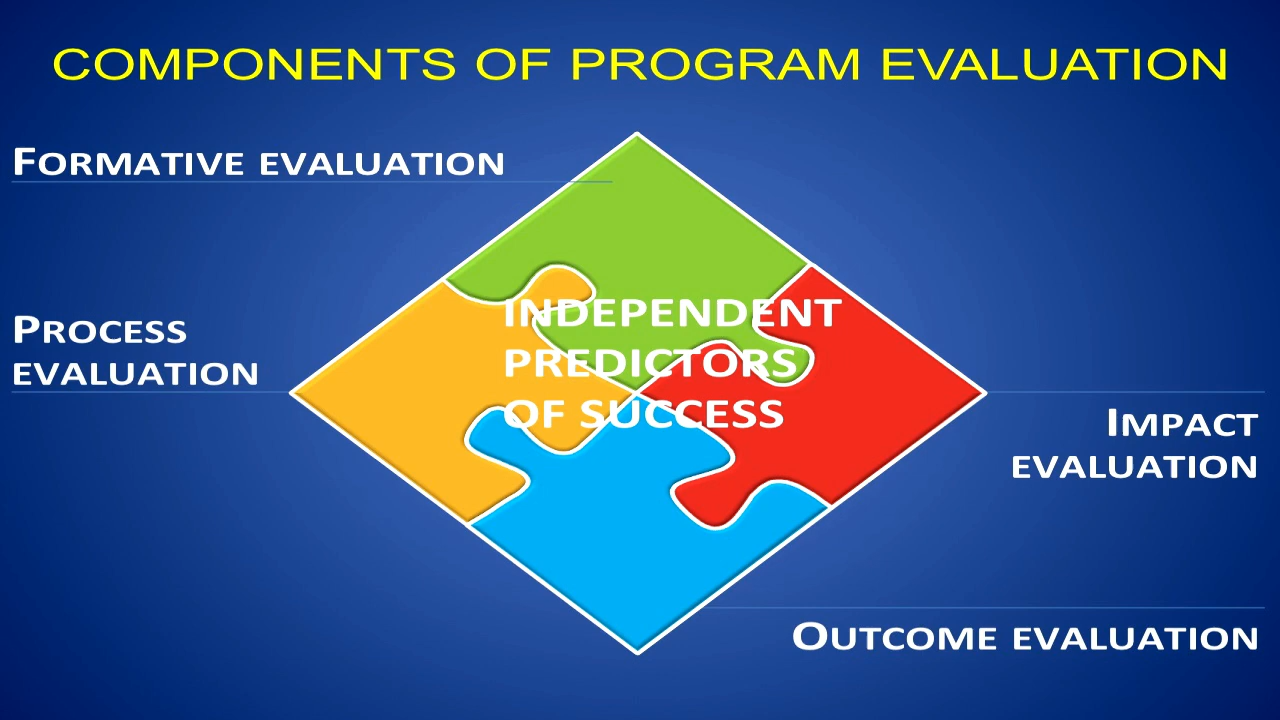 COMPONENTS OF PROGRAM EVALUATION
FORMATIVE EVALUATION
PROCESS
EVALUATION
INDEPENDENT
PREDICTORS
OF SUCCESS
IMPACT
EVALUATION
OUTCOME EVALUATION